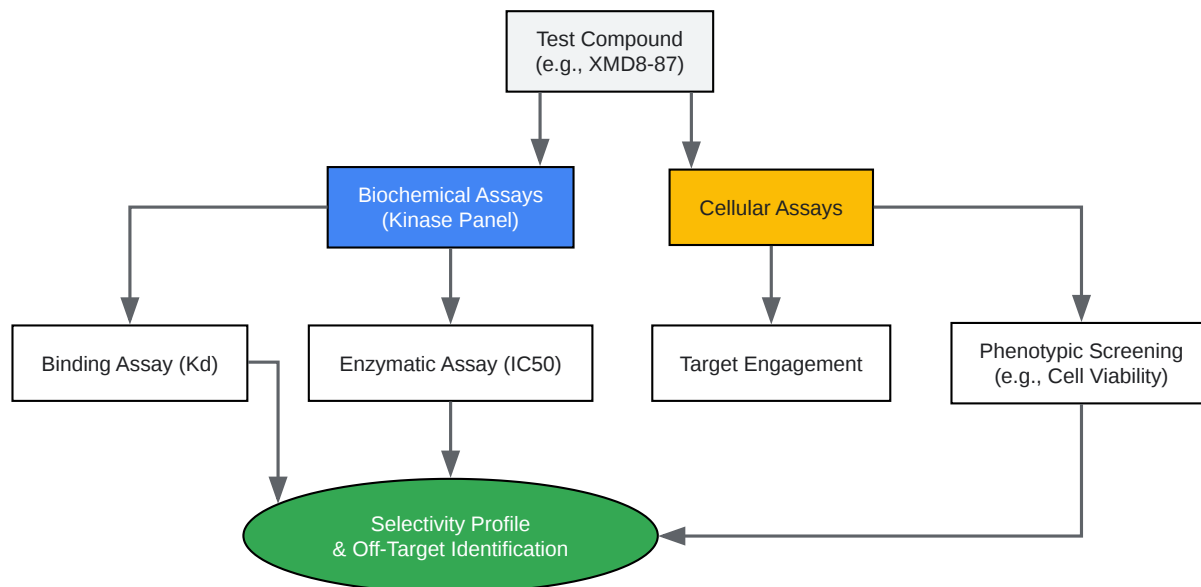 Test Compound
(e.g., XMD8-87)
Biochemical Assays
(Kinase Panel)
Cellular Assays
Binding Assay (Kd)
Enzymatic Assay (IC50)
Target Engagement
Phenotypic Screening
(e.g., Cell Viability)
Selectivity Profile
& Off-Target Identification